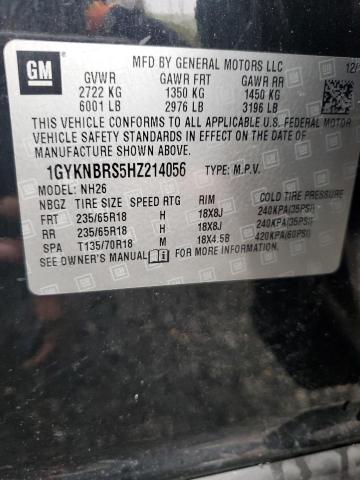 GM
MFD BY GENERAL MOTORS LLC
12/
GVWR GAWR FRT GAWR RR
2722 KG 1350 KG 1450 KG
6001 LB 2976 LB 3196 LB
THIS VEHICLE CONFORMS TO ALL APPLICABLE U.S. FEDERAL MOTOR
VEHICLE SAFETY STANDARDS IN EFFECT ON THE DATE OF
MANUFACTURE SHOWN ABOVE.
1GYKNBRS5HZ214056 TYPE: M.P.V.
MODEL: NH26
NBGZ TIRE SIZE SPEED RTG RIM COLD TIRE PRESSURE
FRT 235/65R18 H 18X8J 240KPA(35PSI)
RR 235/65R18 H 18X8J 240KPA(35PSI)
SPA T135/70R18 M 18X4.5B 420KPA(60PSI)
SEE OWNER'S MANUAL FOR MORE INFORMATION.